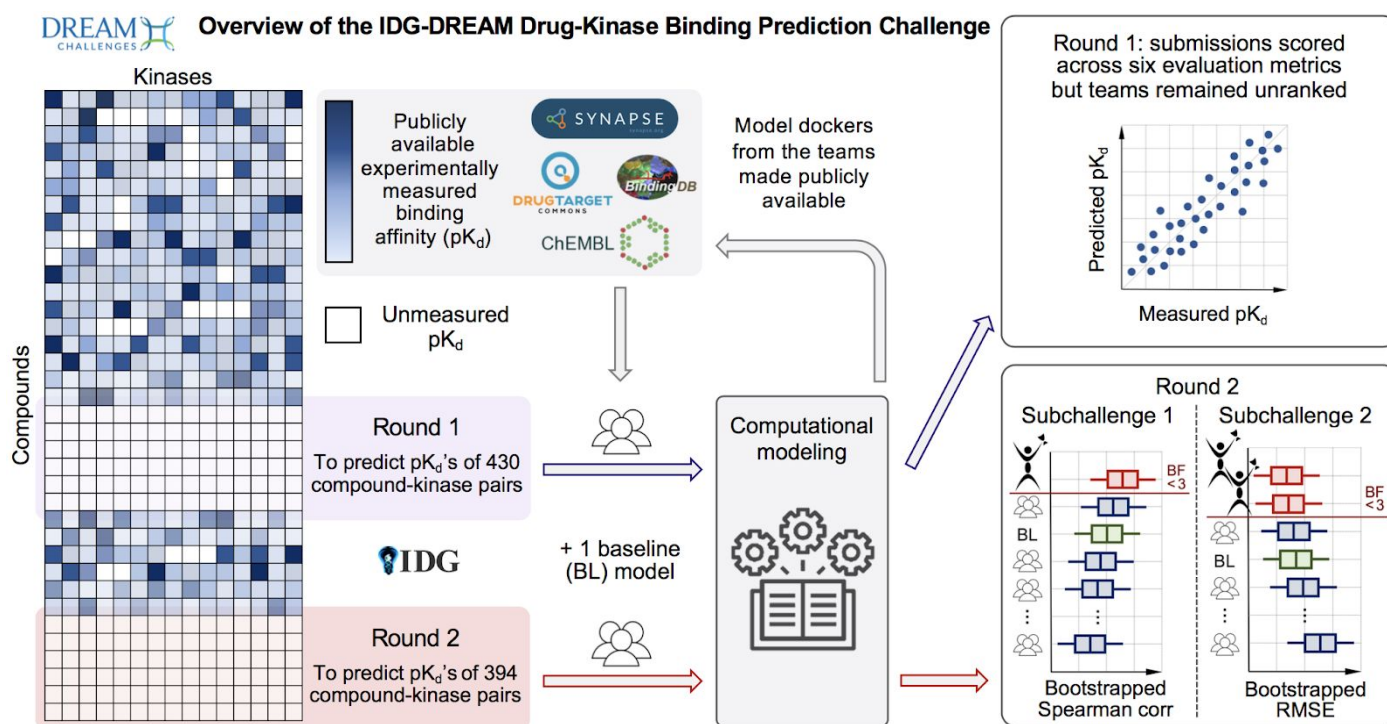 DREAM
CHALLENGES
Overview of the IDG-DREAM Drug-Kinase Binding Prediction Challenge
Kinases
Compounds
Publicly
available
experimentally
measured
binding
affinity (pKd)
SYNAPSE
synapse.org
DRUGTARGET
COMMONS
BindingDB
ChEMBL
Unmeasured
pKd
Model dockers
from the teams
made publicly
available
Round 1: submissions scored
across six evaluation metrics
but teams remained unranked
Predicted pKd
Measured pKd
Round 1
To predict pKd's of 430
compound-kinase pairs
IDG
+ 1 baseline
(BL) model
Round 2
To predict pKd's of 394
compound-kinase pairs
Computational
modeling
Round 2
Subchallenge 1
BF
<3
BL
⋮
Bootstrapped
Spearman corr
Subchallenge 2
BF
<3
BL
⋮
Bootstrapped
RMSE